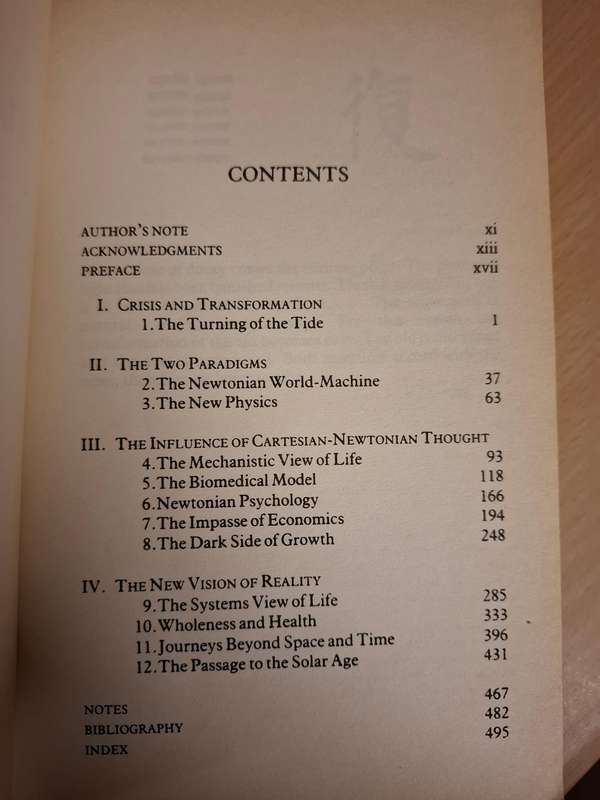 復
CONTENTS
AUTHOR'S NOTE xi
ACKNOWLEDGMENTS xiii
PREFACE xvii
I. CRISIS AND TRANSFORMATION
1. The Turning of the Tide 1
II. THE TWO PARADIGMS
2. The Newtonian World-Machine 37
3. The New Physics 63
III. THE INFLUENCE OF CARTESIAN-NEWTONIAN THOUGHT
4. The Mechanistic View of Life 93
5. The Biomedical Model 118
6. Newtonian Psychology 166
7. The Impasse of Economics 194
8. The Dark Side of Growth 248
IV. THE NEW VISION OF REALITY
9. The Systems View of Life 285
10. Wholeness and Health 333
11. Journeys Beyond Space and Time 396
12. The Passage to the Solar Age 431
NOTES 467
BIBLIOGRAPHY 482
INDEX 495